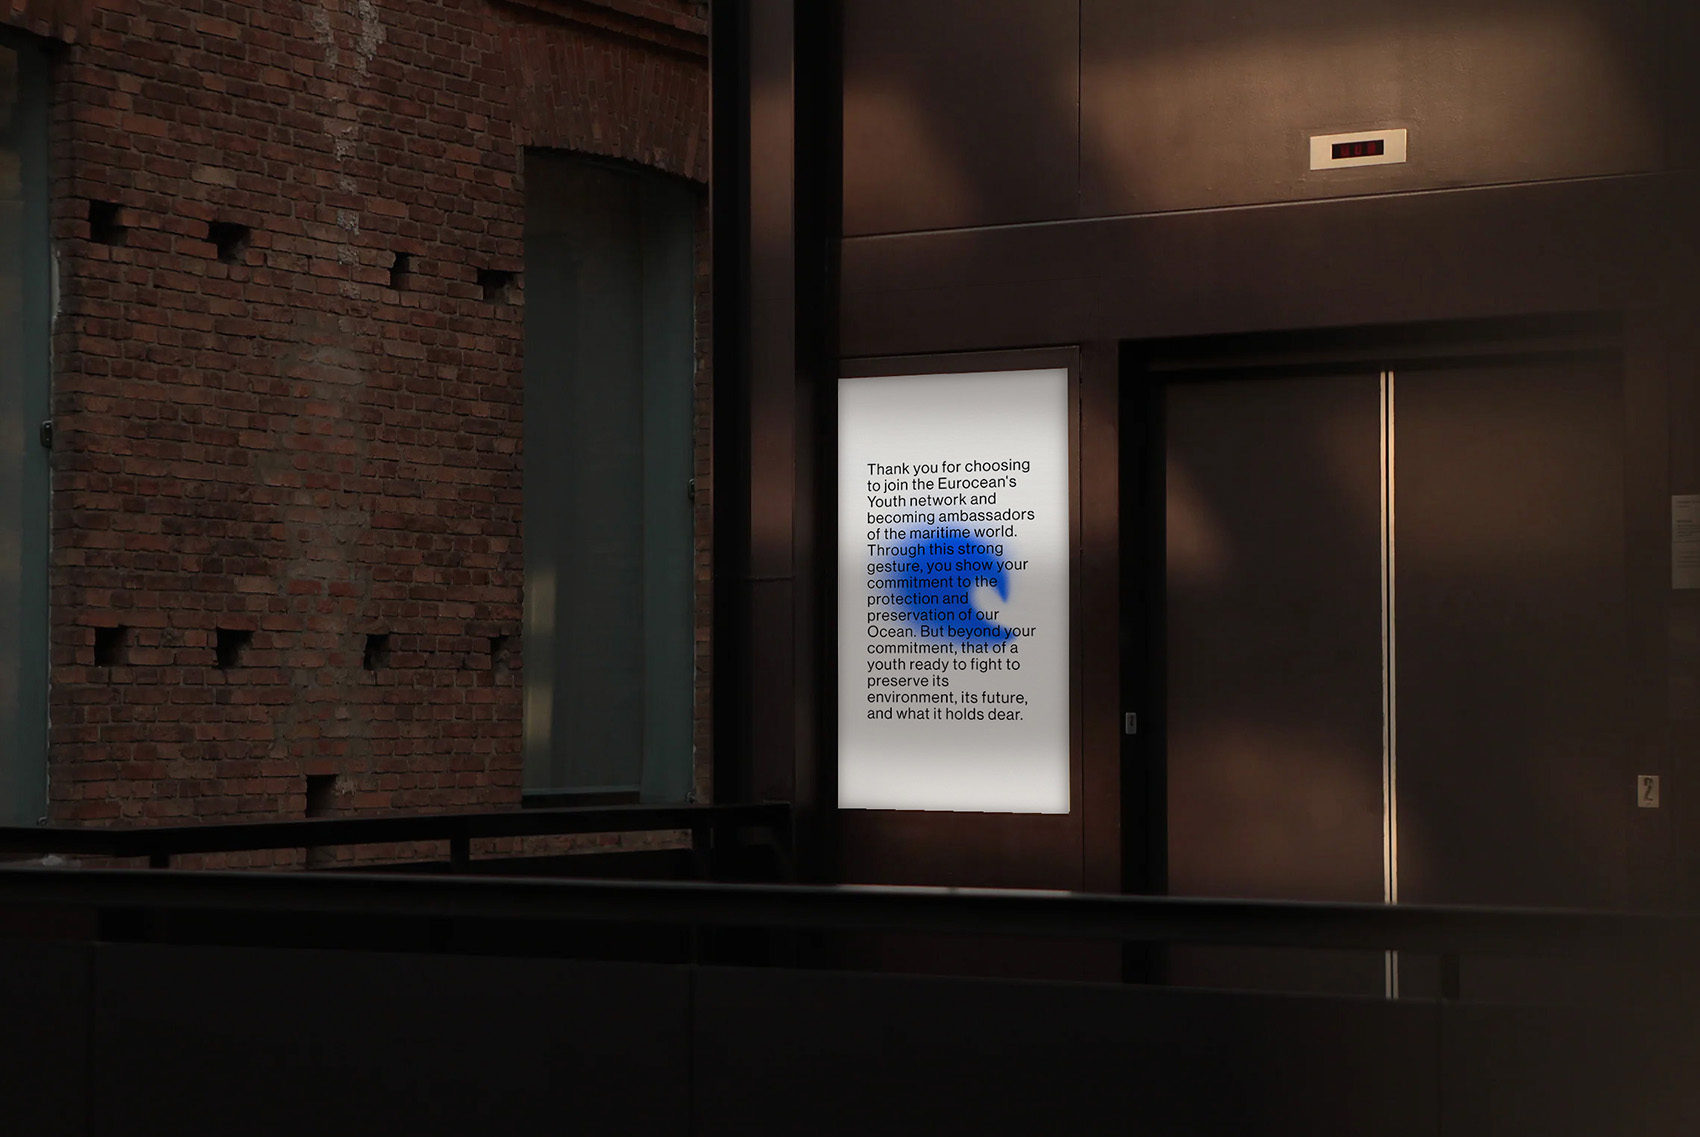 Thank you for choosing
to join the Eurocean's
Youth network and
becoming ambassadors
of the maritime world.
Through this strong
gesture, you show your
commitment to the
protection and
preservation of our
Ocean. But beyond your
commitment, that of a
youth ready to fight to
preserve its
environment, its future,
and what it holds dear.
2